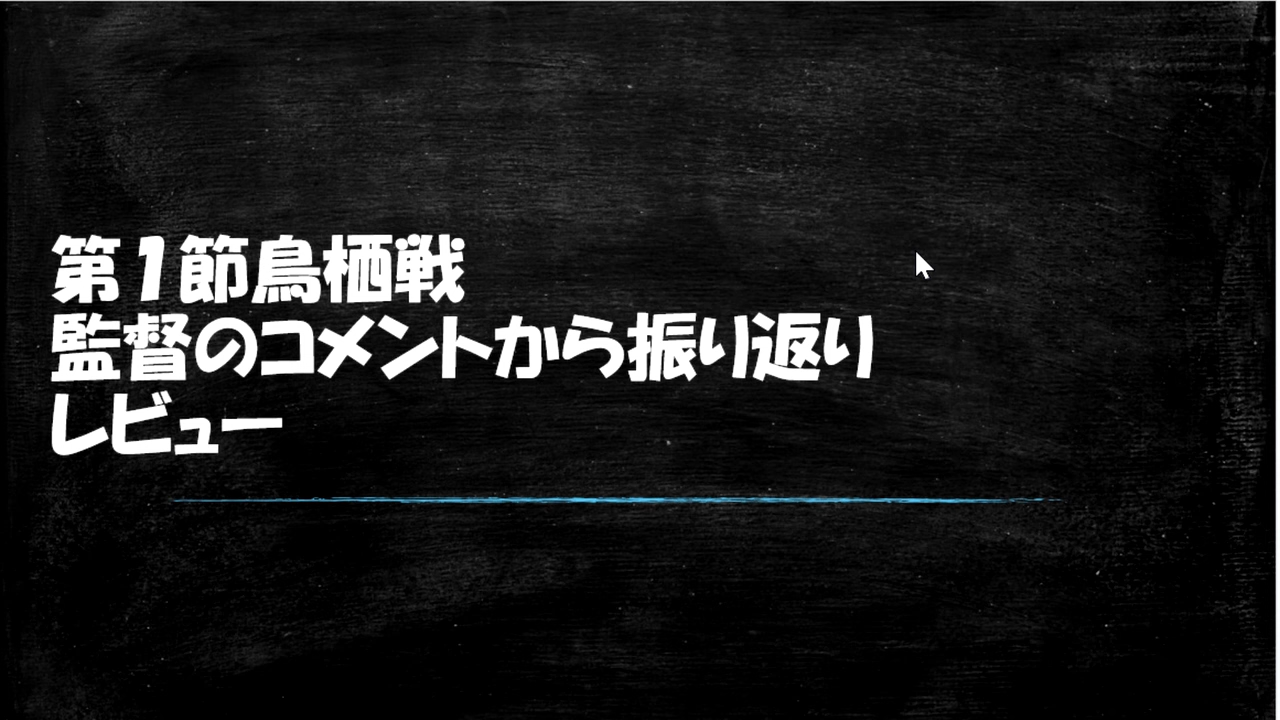 第1節鳥栖戦
監督のコメントから振り返り
レビュー